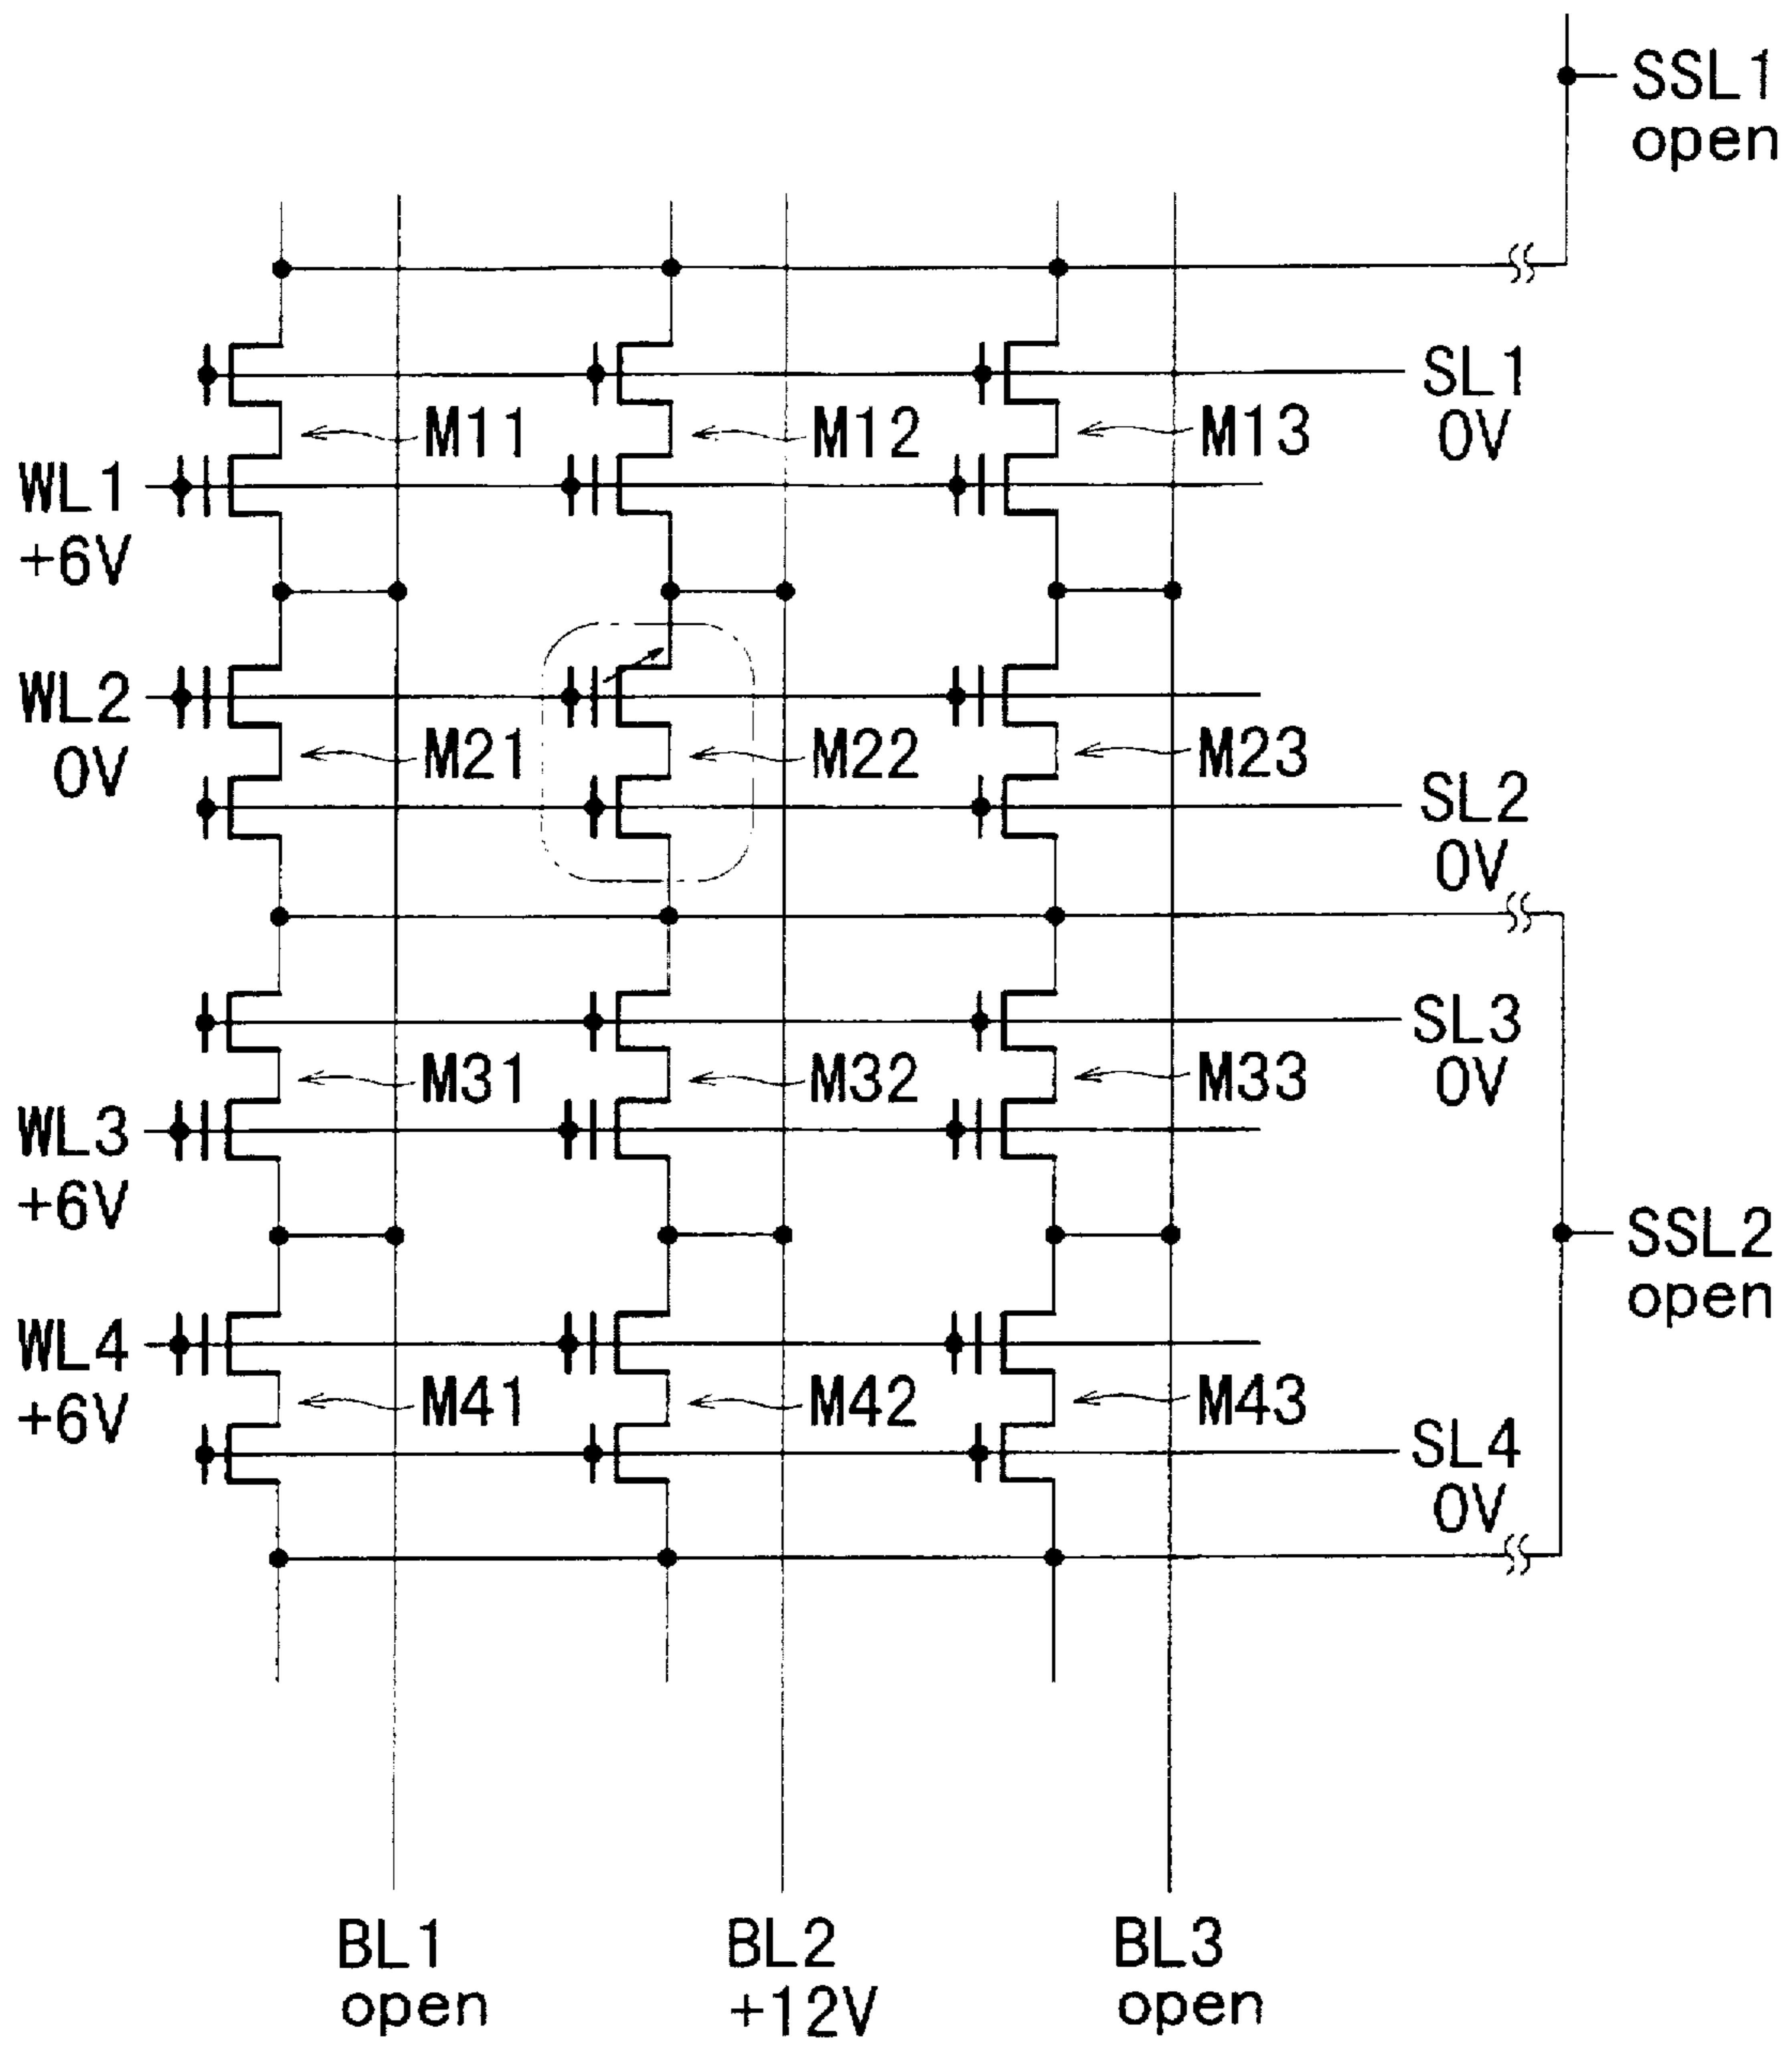 SSL1
open
SL1
0V
M11
M12
M13
WL1
+6V
WL2
0V
M21
M22
M23
SL2
0V
SL3
0V
M31
M32
M33
WL3
+6V
SSL2
open
WL4
+6V
M41
M42
M43
SL4
0V
BL1
open
BL2
+12V
BL3
open